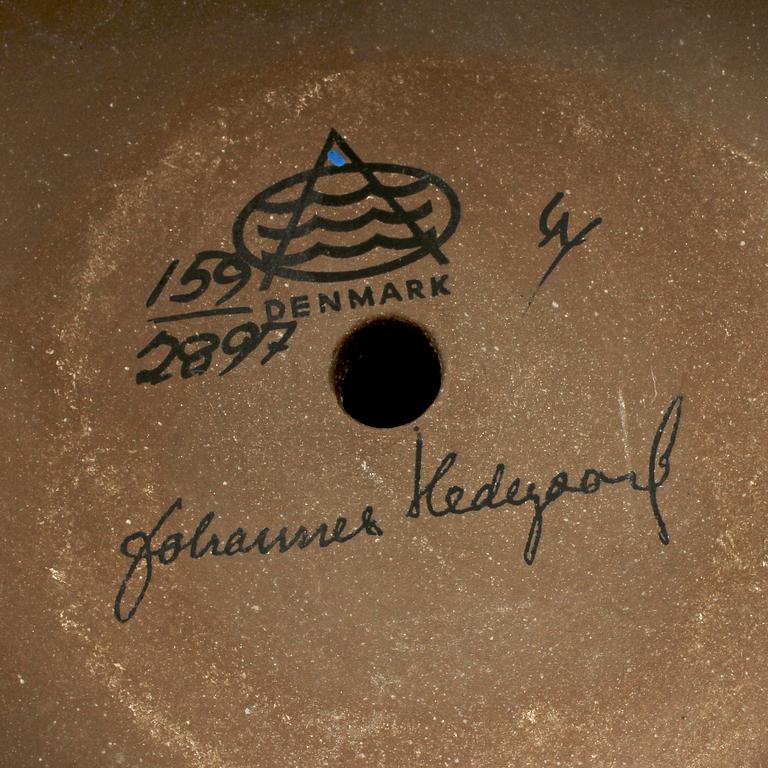 159
DENMARK
2897
Johannes Hedegaard